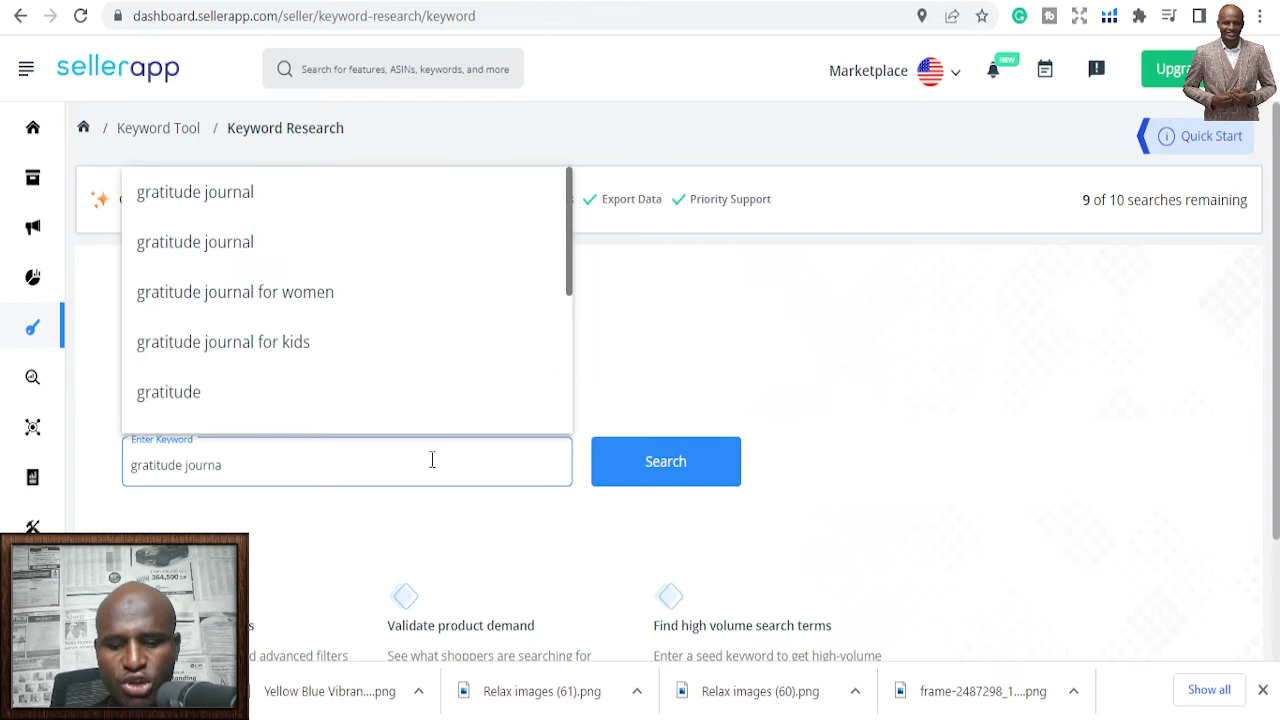 dashboard.sellerapp.com/seller/keyword-research/keyword
sellerapp
Search for features, ASINs, keywords, and more
Marketplace
NEW
/ Keyword Tool / Keyword Research
Quick Start
gratitude journal
gratitude journal
gratitude journal for women
gratitude journal for kids
gratitude
Export Data
Priority Support
9 of 10 searches remaining
Enter Keyword
gratitude journa
Search
Validate product demand
Find high volume search terms
advanced filters
See what shoppers are searching for
Enter a seed keyword to get high-volume
Yellow Blue Vibran....png
Relax images (61).png
Relax images (60).png
frame-2487298_1....png
Show all